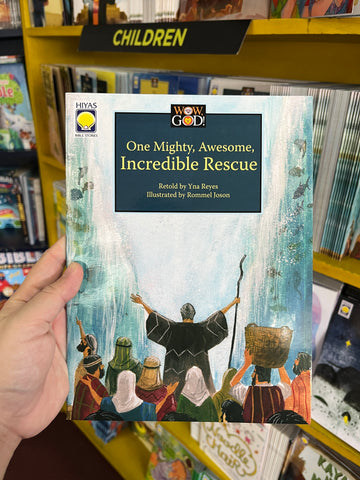 CHILDREN
HIYAS
BIBLE STORIES
WOW
GOD!
One Mighty, Awesome,
Incredible Rescue
Retold by Yna Reyes
Illustrated by Rommel Joson
BIBL